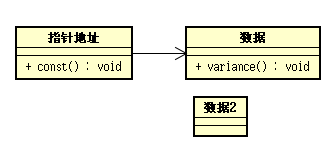 指针地址
+ const() : void
数据
+ variance() : void
数据2